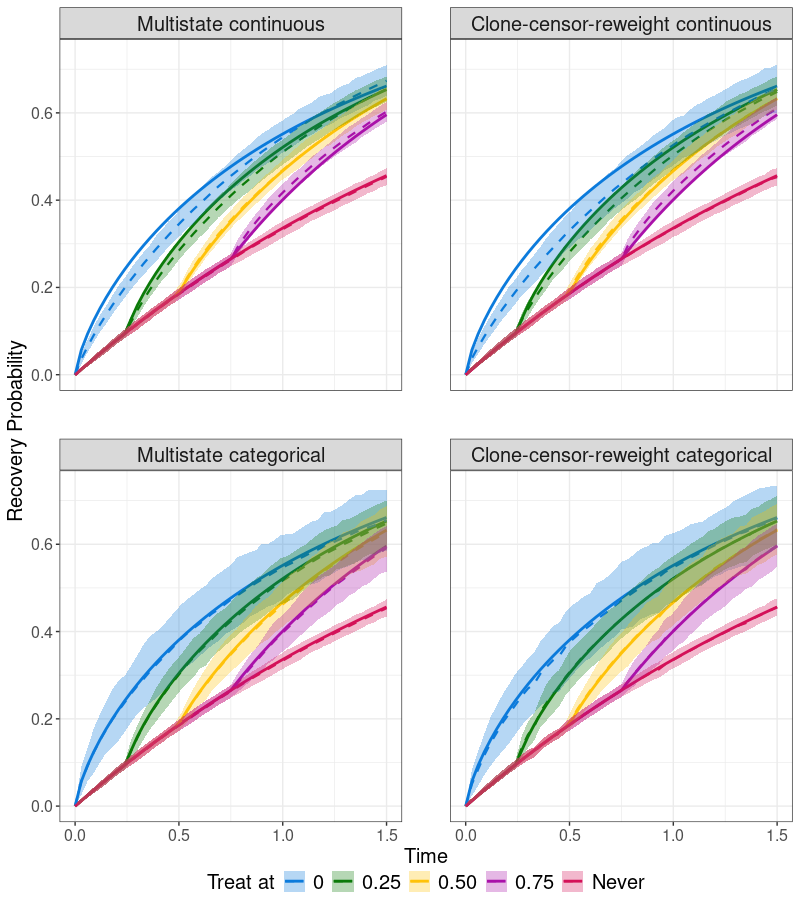 Multistate continuous
Clone-censor-reweight continuous
0.6
0.4
0.2
0.0
Recovery Probability
Multistate categorical
Clone-censor-reweight categorical
0.6
0.4
0.2
0.0
0.0 0.5 1.0 1.5 0.0 0.5 1.0 1.5
Time
Treat at 0 0.25 0.50 0.75 Never